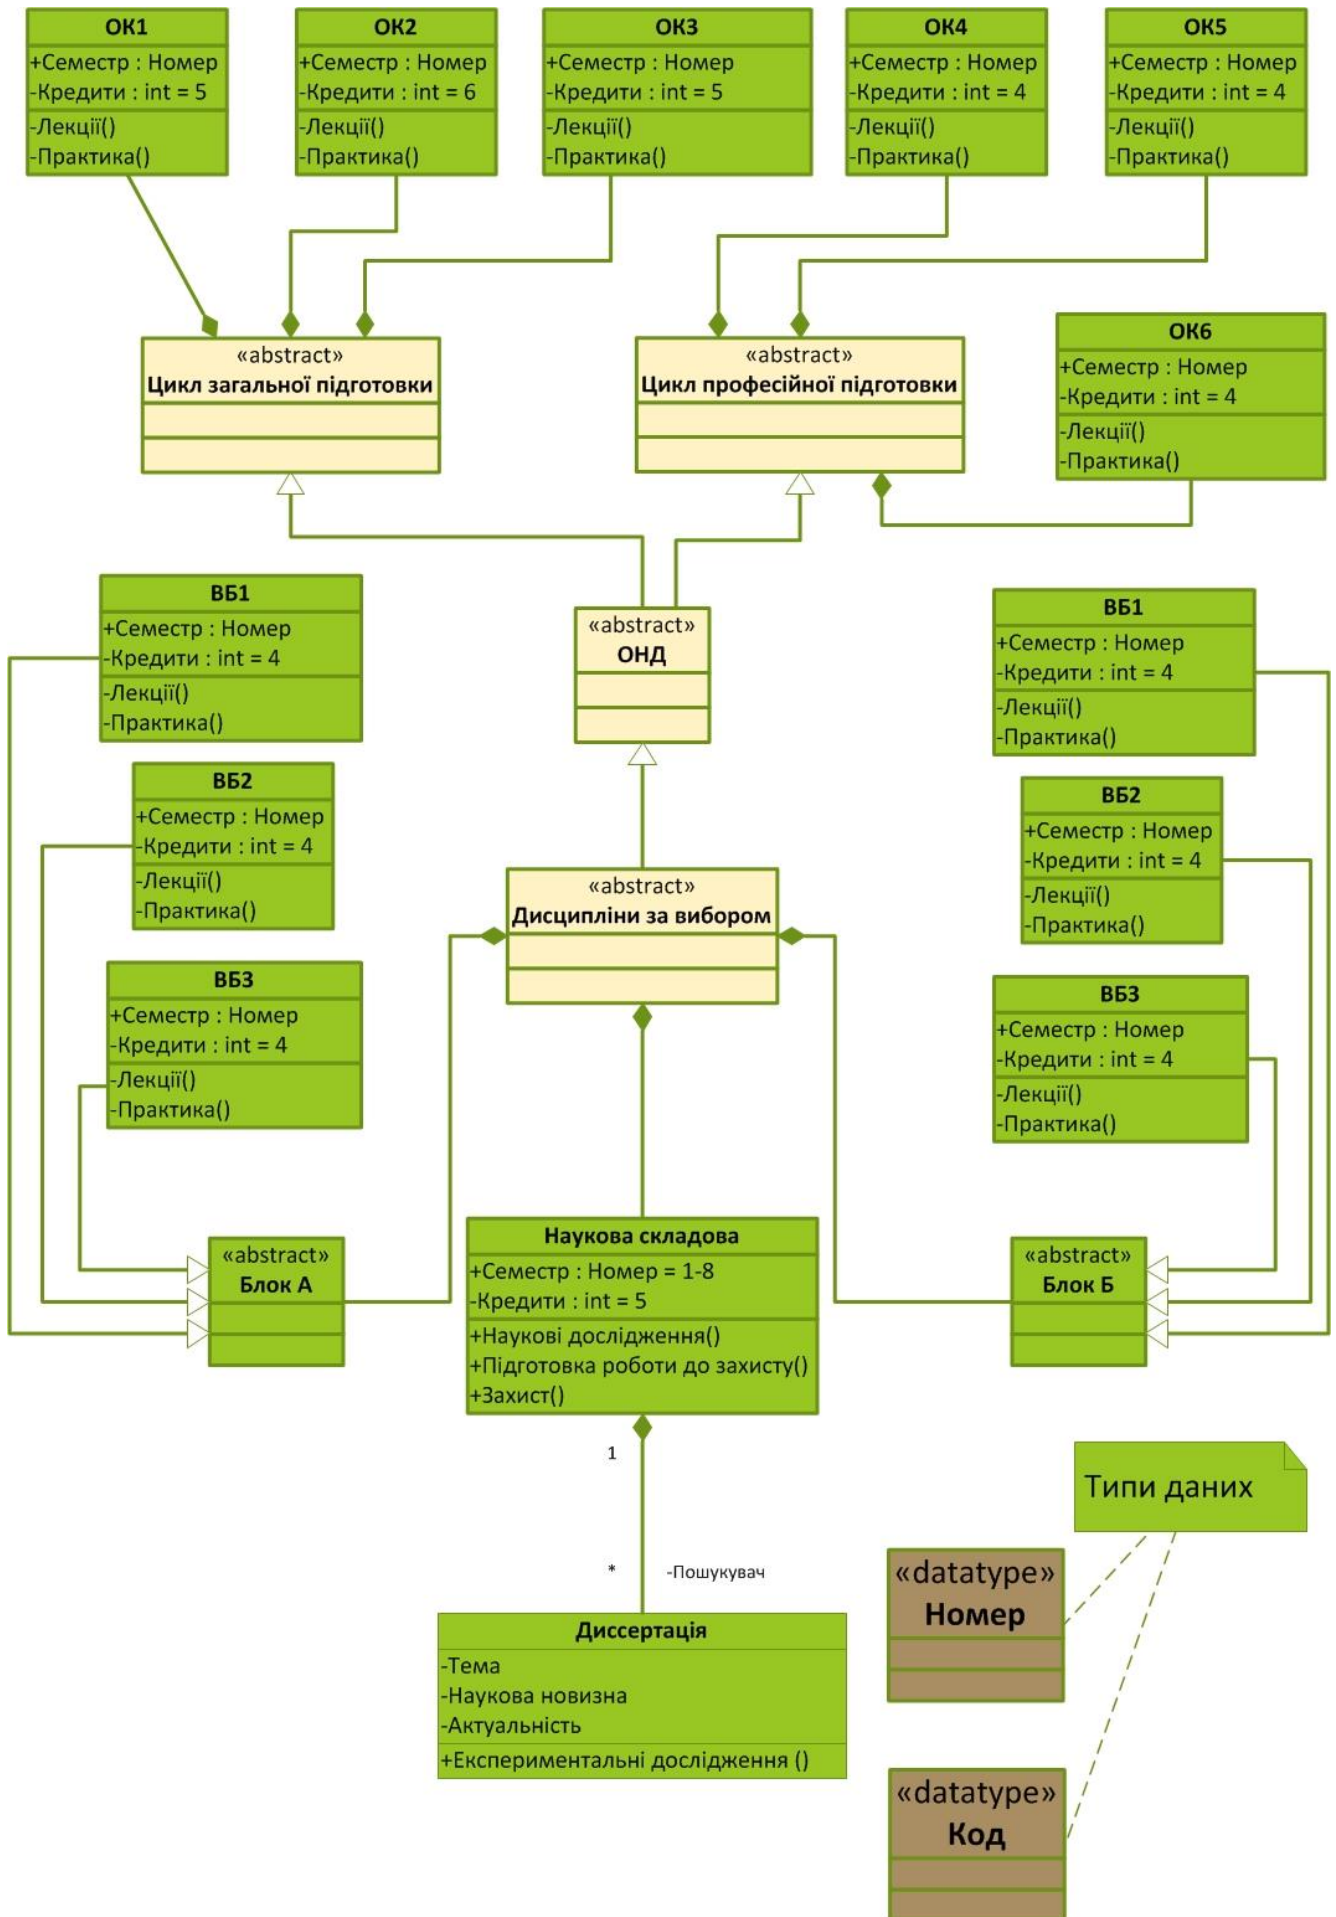 ОК1
+Семестр : Номер
-Кредити : int = 5
-Лекції()
-Практика()
ОК2
+Семестр : Номер
-Кредити : int = 6
-Лекції()
-Практика()
ОК3
+Семестр : Номер
-Кредити : int = 5
-Лекції()
-Практика()
ОК4
+Семестр : Номер
-Кредити : int = 4
-Лекції()
-Практика()
ОК5
+Семестр : Номер
-Кредити : int = 4
-Лекції()
-Практика()
«abstract»
Цикл загальної підготовки
«abstract»
Цикл професійної підготовки
ОК6
+Семестр : Номер
-Кредити : int = 4
-Лекції()
-Практика()
«abstract»
ОНД
ВБ1
+Семестр : Номер
-Кредити : int = 4
-Лекції()
-Практика()
ВБ1
+Семестр : Номер
-Кредити : int = 4
-Лекції()
-Практика()
ВБ2
+Семестр : Номер
-Кредити : int = 4
-Лекції()
-Практика()
ВБ2
+Семестр : Номер
-Кредити : int = 4
-Лекції()
-Практика()
«abstract»
Дисципліни за вибором
ВБ3
+Семестр : Номер
-Кредити : int = 4
-Лекції()
-Практика()
ВБ3
+Семестр : Номер
-Кредити : int = 4
-Лекції()
-Практика()
«abstract»
Блок А
Наукова складова
+Семестр : Номер = 1-8
-Кредити : int = 5
+Наукові дослідження()
+Підготовка роботи до захисту()
+Захист()
«abstract»
Блок Б
1
*
-Пошукувач
Диссертація
-Тема
-Наукова новизна
-Актуальність
+Експериментальні дослідження ()
Типи даних
«datatype»
Номер
«datatype»
Код